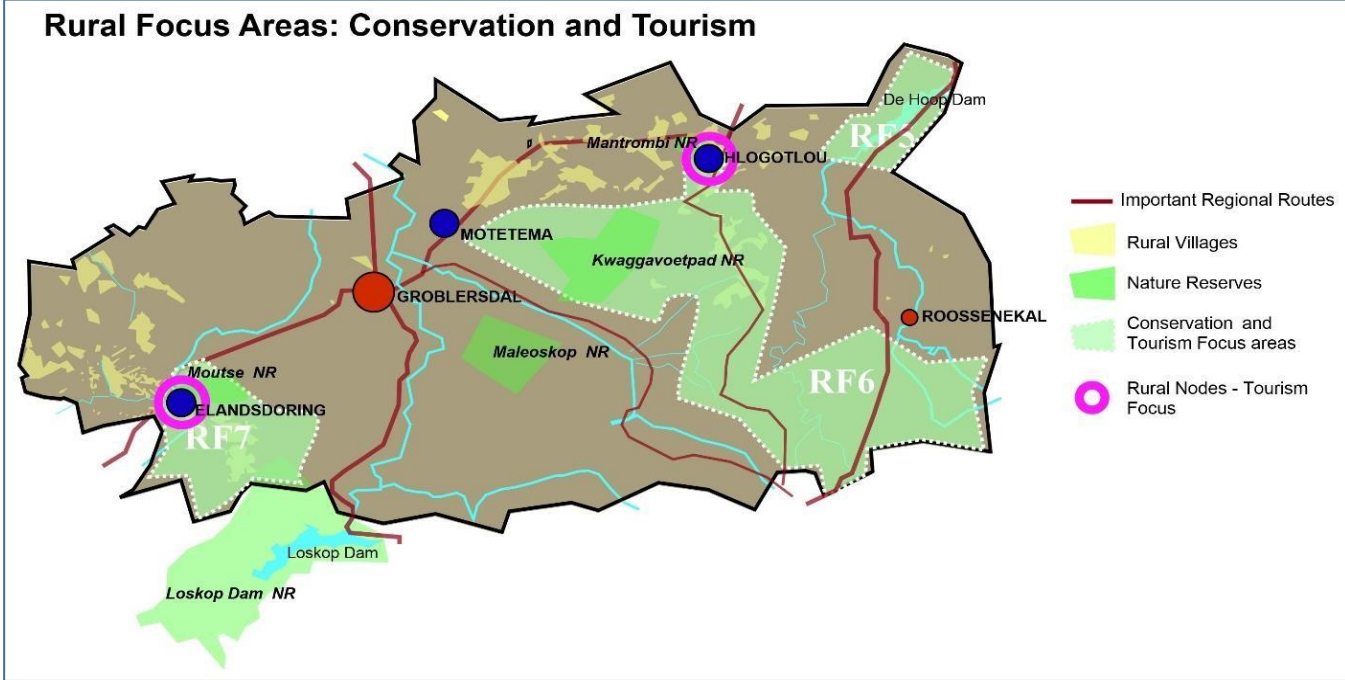 Rural Focus Areas: Conservation and Tourism
De Hoop Dam
RF5
Mantrombi NR
HLOGOTLOU
MOTETEMA
Kwaggavoetpad NR
GROBLERSDAL
ROOSSENEKAL
Maleoskop NR
Moutse NR
RF6
ELANDSDORING
RF7
Loskop Dam
Loskop Dam NR
Important Regional Routes
Rural Villages
Nature Reserves
Conservation and
Tourism Focus areas
Rural Nodes - Tourism
Focus